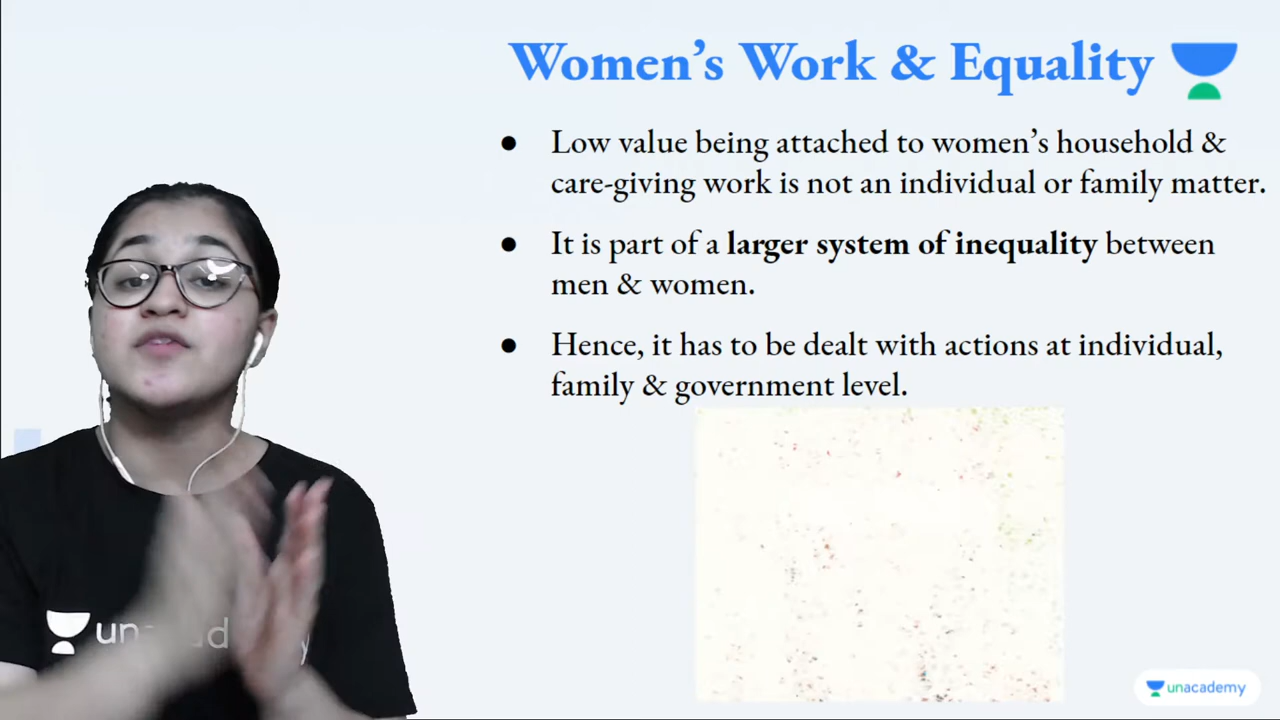 Women's Work & Equality
● Low value being attached to women's household &
care-giving work is not an individual or family matter.
● It is part of a larger system of inequality between
men & women.
● Hence, it has to be dealt with actions at individual,
family & government level.
unacademy